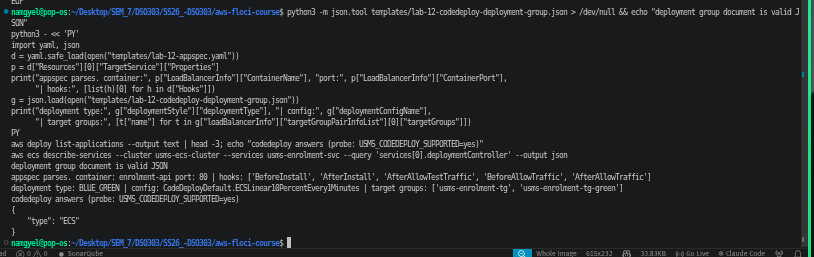 EOF
namgyel@pop-os:~/Desktop/SEM_7/DSO303/SS26_-DSO303/aws-floci-course$ python3 -m json.tool templates/lab-12-codedeploy-deployment-group.json > /dev/null && echo "deployment group document is valid J
SON"
python3 - << 'PY'
import yaml, json
d = yaml.safe_load(open("templates/lab-12-appspec.yaml"))
p = d["Resources"][0]["TargetService"]["Properties"]
print("appspec parses. container:", p["LoadBalancerInfo"]["ContainerName"], "port:", p["LoadBalancerInfo"]["ContainerPort"],
"| hooks:", [list(h)[0] for h in d["Hooks"]])
g = json.load(open("templates/lab-12-codedeploy-deployment-group.json"))
print("deployment type:", g["deploymentStyle"]["deploymentType"], "| config:", g["deploymentConfigName"],
"| target groups:", [t["name"] for t in g["loadBalancerInfo"]["targetGroupPairInfoList"][0]["targetGroups"]])
PY
aws deploy list-applications --output text | head -3; echo "codedeploy answers (probe: USMS_CODEDEPLOY_SUPPORTED=yes)"
aws ecs describe-services --cluster usms-ecs-cluster --services usms-enrolment-svc --query 'services[0].deploymentController' --output json
deployment group document is valid JSON
appspec parses. container: enrolment-api port: 80 | hooks: ['BeforeInstall', 'AfterInstall', 'AfterAllowTestTraffic', 'BeforeAllowTraffic', 'AfterAllowTraffic']
deployment type: BLUE_GREEN | config: CodeDeployDefault.ECSLinear10PercentEvery1Minutes | target groups: ['usms-enrolment-tg', 'usms-enrolment-tg-green']
codedeploy answers (probe: USMS_CODEDEPLOY_SUPPORTED=yes)
{
"type": "ECS"
}
namgyel@pop-os:~/Desktop/SEM_7/DSO303/SS26_-DSO303/aws-floci-course$
ad 0 0 SonarQube Whole Image 615x232 33.83KB Go Live Claude Code